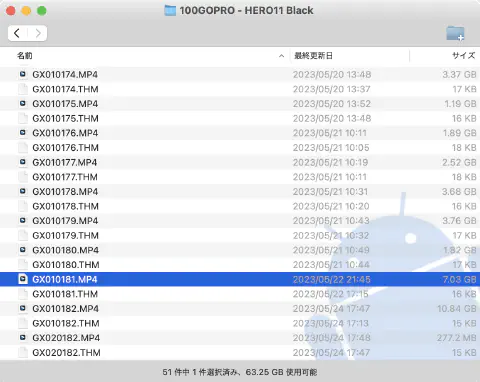 100GOPRO - HERO11 Black
名前 最終更新日 サイズ
GX010174.MP4 2023/05/20 13:48 3.37 GB
GX010174.THM 2023/05/20 13:37 17 KB
GX010175.MP4 2023/05/20 13:52 1.19 GB
GX010175.THM 2023/05/20 13:48 16 KB
GX010176.MP4 2023/05/21 10:11 1.89 GB
GX010176.THM 2023/05/21 10:05 18 KB
GX010177.MP4 2023/05/21 10:19 2.52 GB
GX010177.THM 2023/05/21 10:11 18 KB
GX010178.MP4 2023/05/21 10:31 3.68 GB
GX010178.THM 2023/05/21 10:20 16 KB
GX010179.MP4 2023/05/21 10:43 3.76 GB
GX010179.THM 2023/05/21 10:32 17 KB
GX010180.MP4 2023/05/21 10:49 1.82 GB
GX010180.THM 2023/05/21 10:44 17 KB
GX010181.MP4 2023/05/22 21:45 7.03 GB
GX010181.THM 2023/05/22 17:15 16 KB
GX010182.MP4 2023/05/24 17:47 10.84 GB
GX010182.THM 2023/05/24 17:13 15 KB
GX020182.MP4 2023/05/24 17:48 277.2 MB
GX020182.THM 2023/05/24 17:47 15 KB
51 件中 1 件選択済み、63.25 GB 使用可能